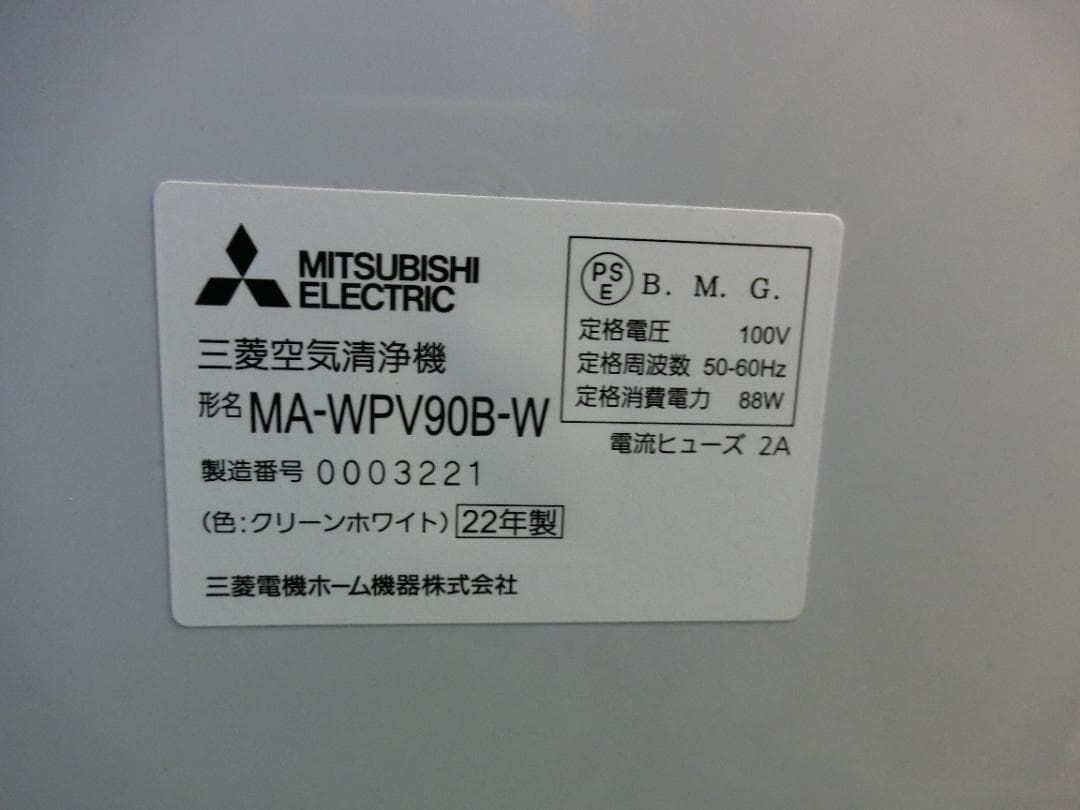 MITSUBISHI
ELECTRIC
三菱空気清浄機
形名 MA-WPV90B-W
製造番号 0003221
(色:クリーンホワイト) 22年製
三菱電機ホーム機器株式会社
PS
E B. M. G.
定格電圧 100V
定格周波数 50-60Hz
定格消費電力 88W
電流ヒューズ 2A